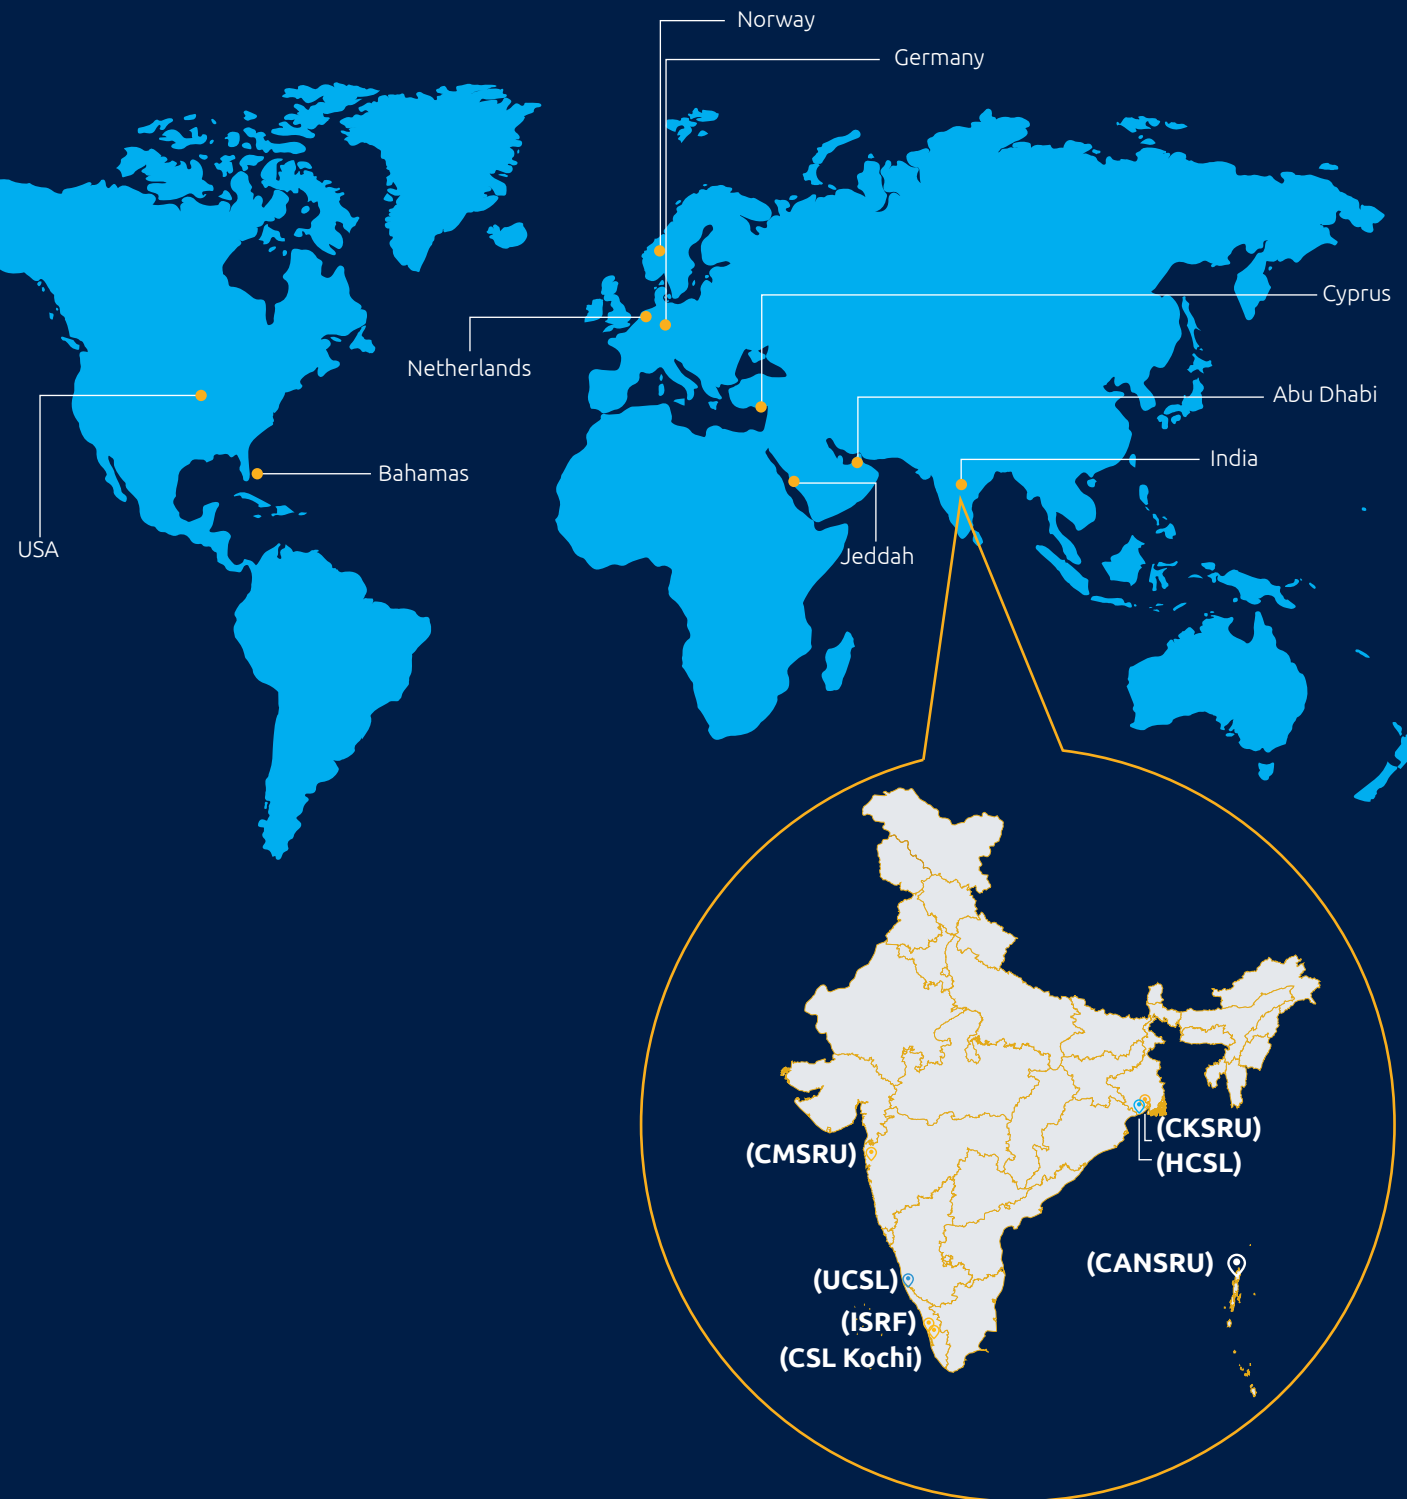 Norway
Germany
Cyprus
Netherlands
Abu Dhabi
India
Bahamas
USA
Jeddah
(CKSRU)
(CMSRU)
(HCSL)
(CANSRU)
(UCSL)
(ISRF)
(CSL Kochi)